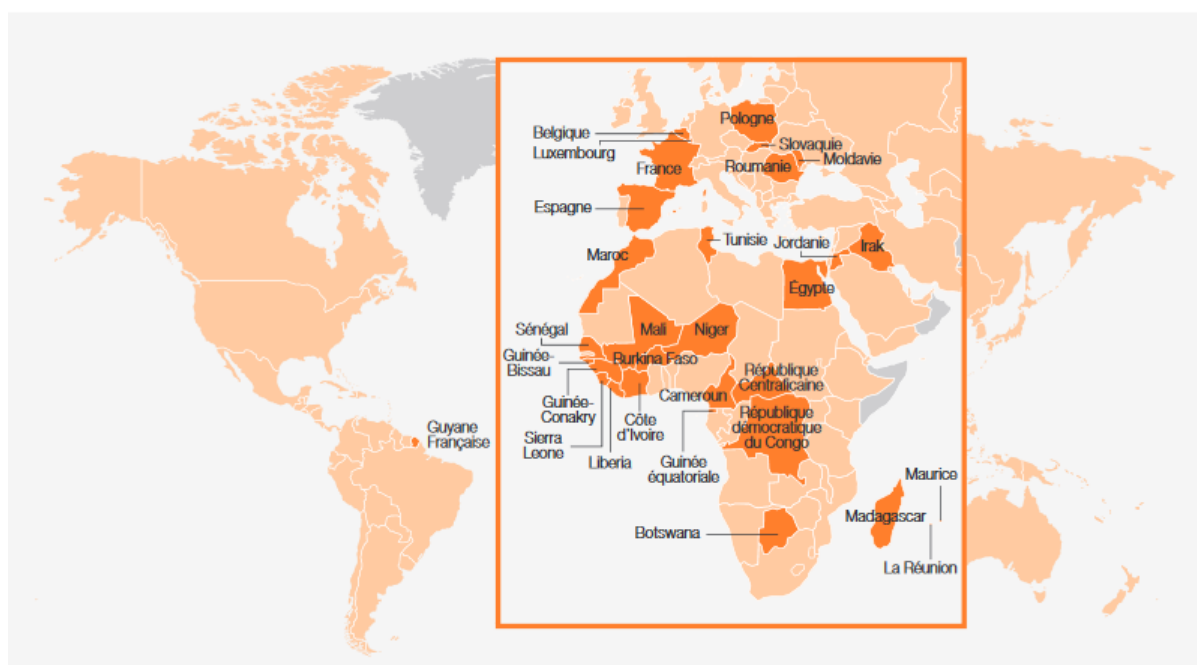 Pologne
Belgique
Luxembourg
Slovaquie
Moldavie
France
Roumanie
Espagne
Tunisie
Jordanie
Irak
Maroc
Égypte
Sénégal
Mali
Niger
Guinée-
Bissau
Burkina Faso
République
Centraficaine
Cameroun
Guinée-
Conakry
Côte
d'Ivoire
République
démocratique
du Congo
Guyane
Française
Sierra
Leone
Liberia
Guinée
équatoriale
Maurice
Madagascar
Botswana
La Réunion